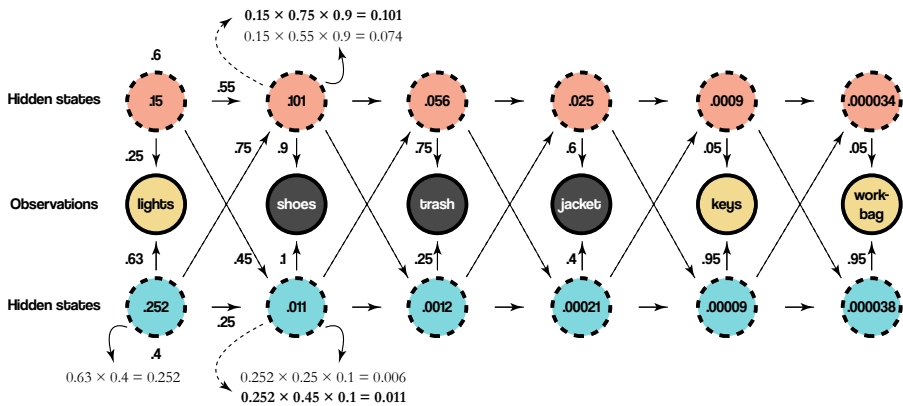 0.15 × 0.75 × 0.9 = 0.101
0.15 × 0.55 × 0.9 = 0.074
.6
Hidden states
.15
.55
.101
.056
.025
.0009
.000034
.25
.75
.9
.75
.6
.05
.05
Observations
lights
shoes
trash
jacket
keys
work-
bag
.63
.45
.1
.25
.4
.95
.95
Hidden states
.252
.25
.011
.0012
.00021
.00009
.000038
.4
0.63 × 0.4 = 0.252
0.252 × 0.25 × 0.1 = 0.006
0.252 × 0.45 × 0.1 = 0.011